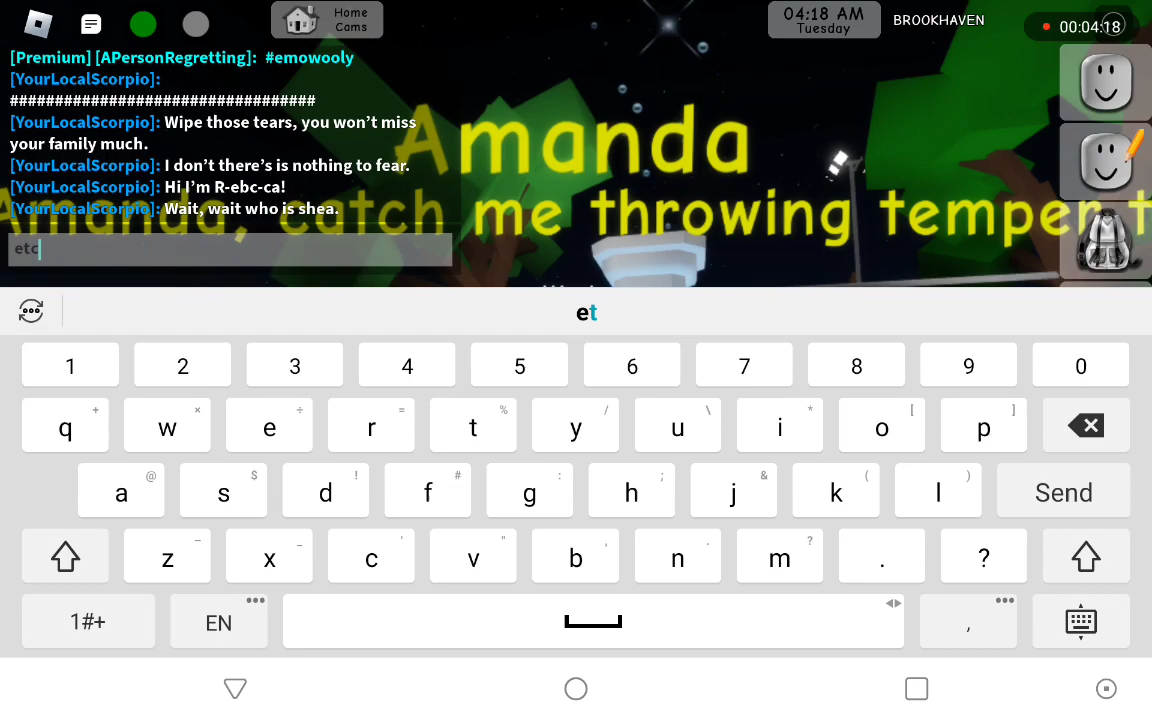 Home
Cams
04:18 AM
Tuesday
BROOKHAVEN
00:04:18
[Premium] [APersonRegretting]: #emowooly
[YourLocalScorpio]:
##################################
[YourLocalScorpio]: Wipe those tears, you won't miss
your family much.
[YourLocalScorpio]: I don't there's is nothing to fear.
[YourLocalScorpio]: Hi I'm R-ebc-ca!
[YourLocalScorpio]: Wait, wait who is shea.
Amanda
Amanda, catch me throwing temper t
etc
et
1 2 3 4 5 6 7 8 9 0
+ × ÷ = % / \ * [ ]
q w e r t y u i o p
@ $ ! # : ; & ( )
a s d f g h j k l Send
z x c v b n m . ?
1#+ EN ,